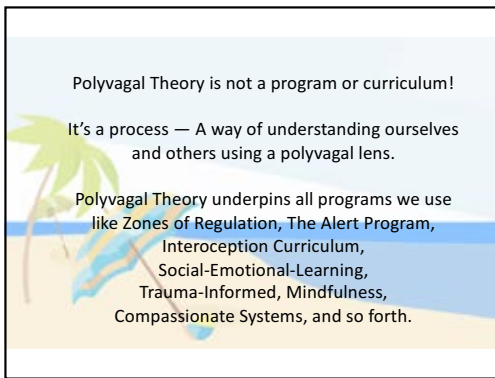 Polyvagal Theory is not a program or curriculum!
It's a process — A way of understanding ourselves
and others using a polyvagal lens.
Polyvagal Theory underpins all programs we use
like Zones of Regulation, The Alert Program,
Interoception Curriculum,
Social-Emotional-Learning,
Trauma-Informed, Mindfulness,
Compassionate Systems, and so forth.